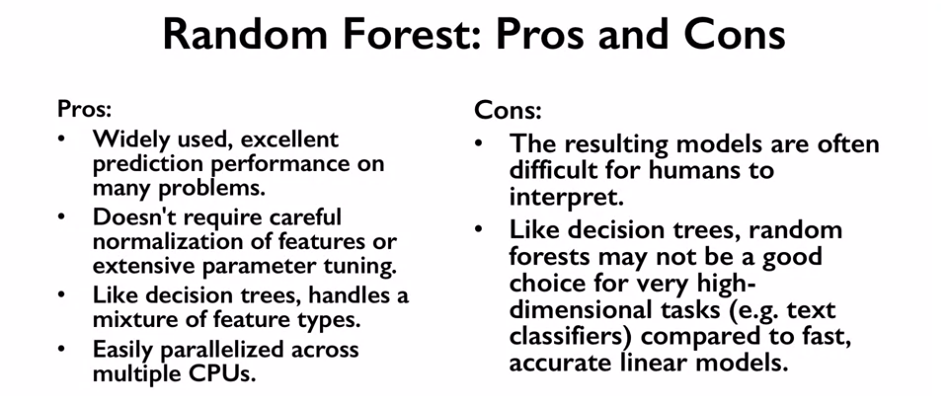 Random Forest: Pros and Cons
Pros:
• Widely used, excellent
prediction performance on
many problems.
• Doesn't require careful
normalization of features or
extensive parameter tuning.
• Like decision trees, handles a
mixture of feature types.
• Easily parallelized across
multiple CPUs.
Cons:
• The resulting models are often
difficult for humans to
interpret.
• Like decision trees, random
forests may not be a good
choice for very high-
dimensional tasks (e.g. text
classifiers) compared to fast,
accurate linear models.